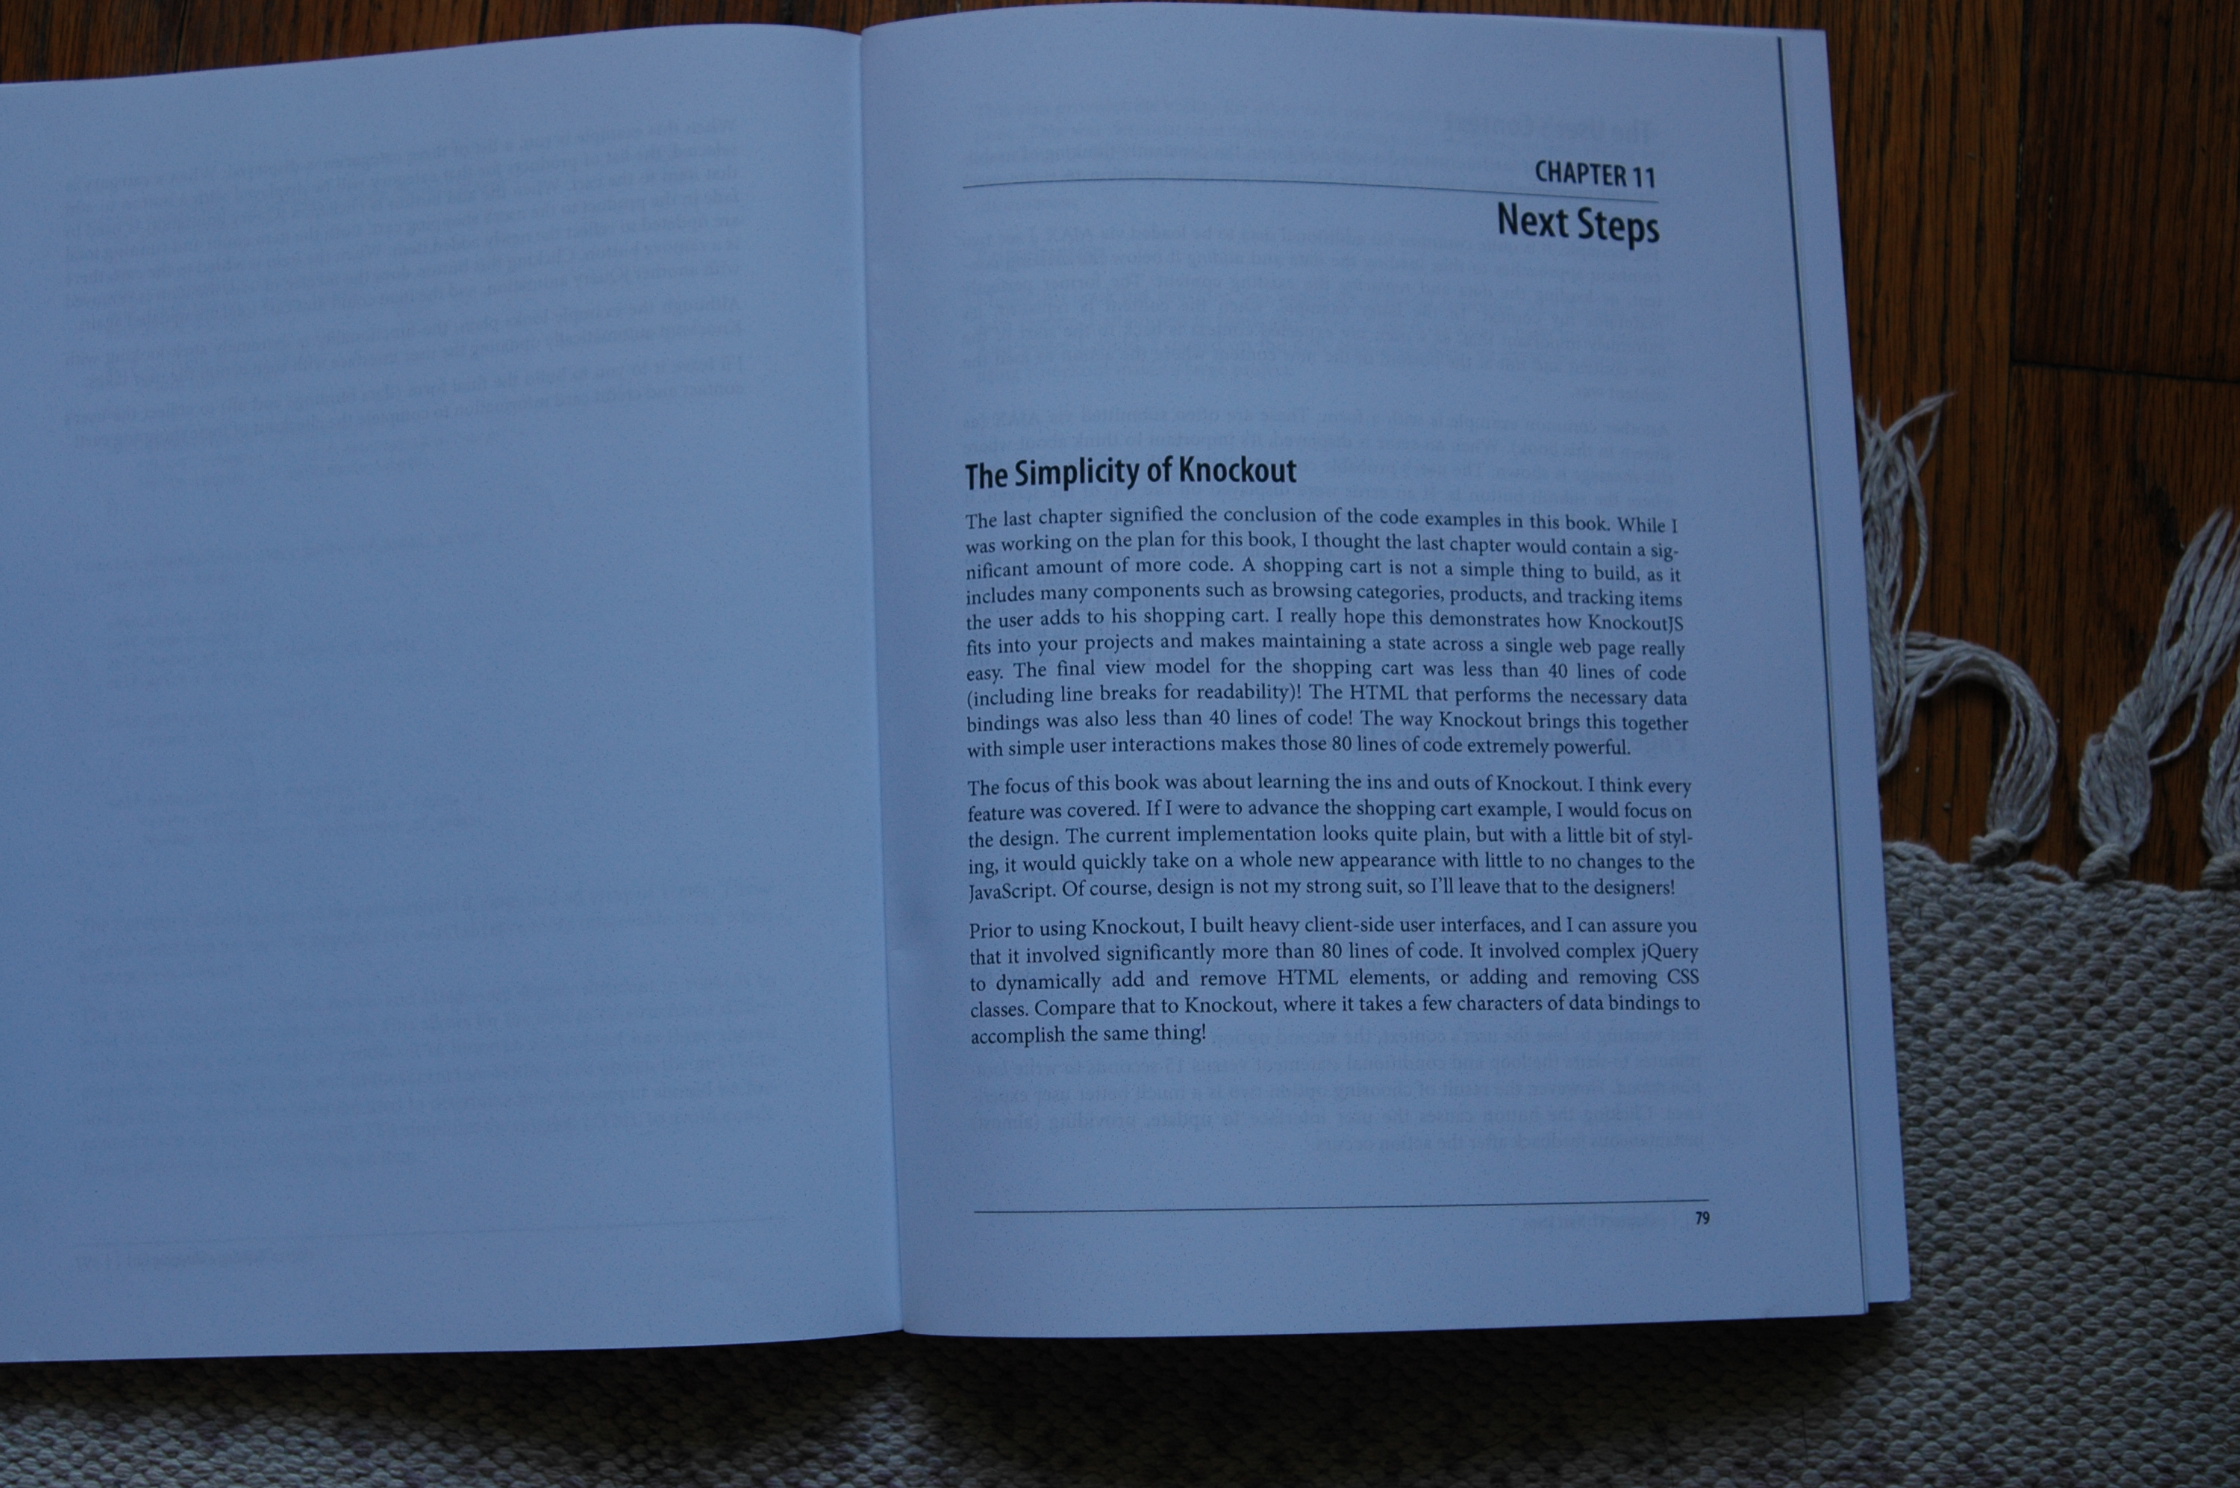 CHAPTER 11
Next Steps
The Simplicity of Knockout
The last chapter signified the conclusion of the code examples in this book. While I
was working on the plan for this book, I thought the last chapter would contain a sig-
nificant amount of more code. A shopping cart is not a simple thing to build, as it
includes many components such as browsing categories, products, and tracking items
the user adds to his shopping cart. I really hope this demonstrates how KnockoutJS
fits into your projects and makes maintaining a state across a single web page really
easy. The final view model for the shopping cart was less than 40 lines of code
(including line breaks for readability)! The HTML that performs the necessary data
bindings was also less than 40 lines of code! The way Knockout brings this together
with simple user interactions makes those 80 lines of code extremely powerful.
The focus of this book was about learning the ins and outs of Knockout. I think every
feature was covered. If I were to advance the shopping cart example, I would focus on
the design. The current implementation looks quite plain, but with a little bit of styl-
ing, it would quickly take on a whole new appearance with little to no changes to the
JavaScript. Of course, design is not my strong suit, so I'll leave that to the designers!
Prior to using Knockout, I built heavy client-side user interfaces, and I can assure you
that it involved significantly more than 80 lines of code. It involved complex jQuery
to dynamically add and remove HTML elements, or adding and removing CSS
classes. Compare that to Knockout, where it takes a few characters of data bindings to
accomplish the same thing!
79